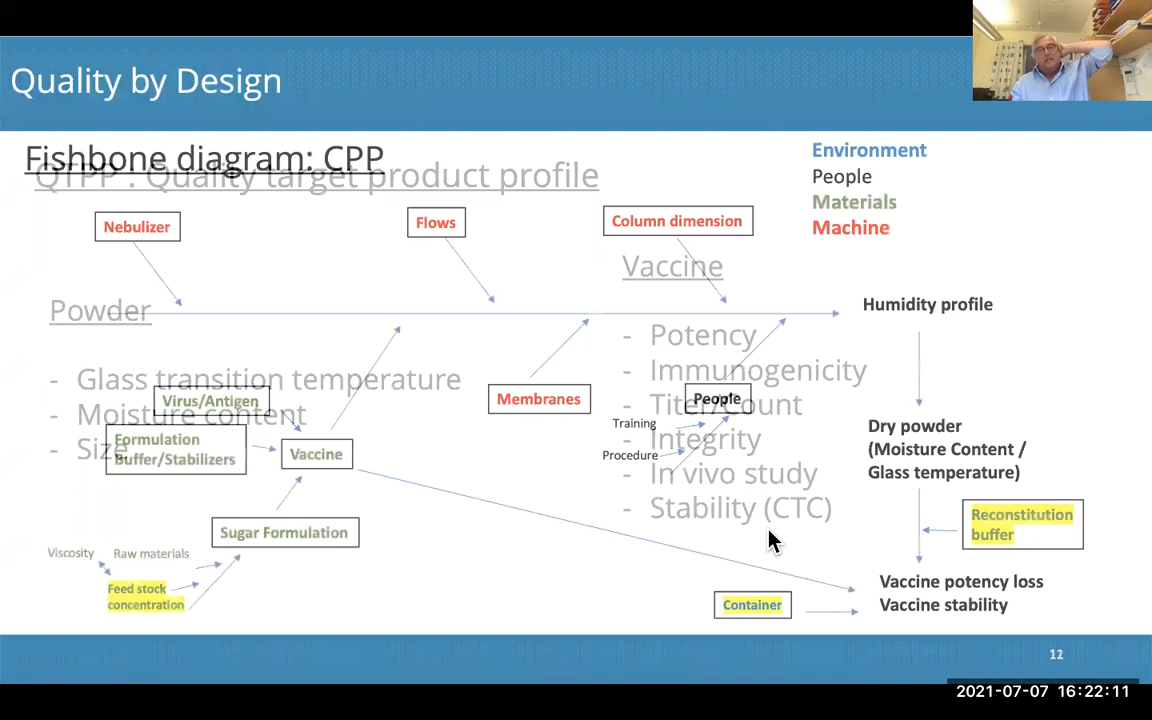 Quality by Design
Fishbone diagram: CPP
QTPP : Quality target product profile
Environment
People
Materials
Machine
Nebulizer
Flows
Column dimension
Vaccine
Powder
Humidity profile
- Potency
- Immunogenicity
- Titer/Count
- Integrity
- In vivo study
- Stability (CTC)
- Glass transition temperature
- Moisture content
- Size
Virus/Antigen
Formulation
Buffer/Stabilizers
Vaccine
Membranes
People
Training
Procedure
Dry powder
(Moisture Content /
Glass temperature)
Sugar Formulation
Reconstitution
buffer
Viscosity
Raw materials
Feed stock
concentration
Container
Vaccine potency loss
Vaccine stability
12
2021-07-07 16:22:11